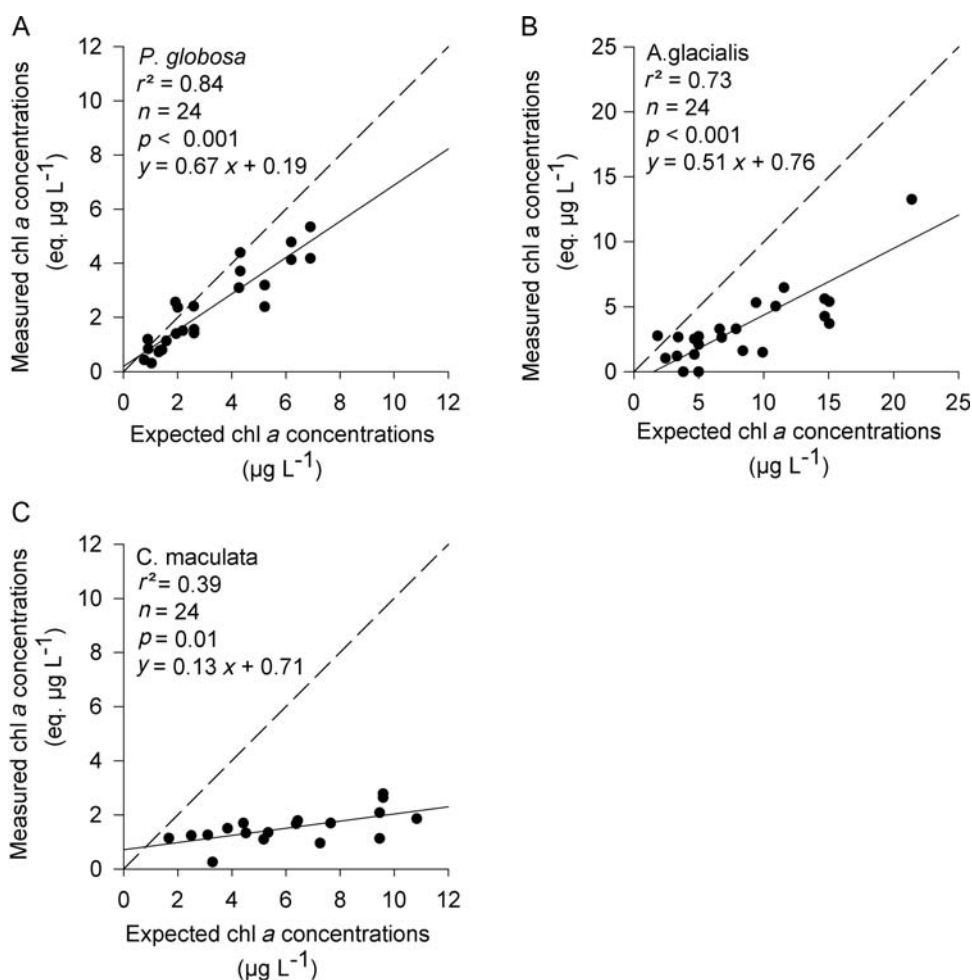 A
P. globosa
r² = 0.84
n = 24
p < 0.001
y = 0.67 x + 0.19
Measured chl a concentrations
(eq. µg L⁻¹)
12
10
8
6
4
2
0
0 2 4 6 8 10 12
Expected chl a concentrations
(µg L⁻¹)
B
A.glacialis
r² = 0.73
n = 24
p < 0.001
y = 0.51 x + 0.76
Measured chl a concentrations
(eq. µg L⁻¹)
25
20
15
10
5
0
0 5 10 15 20 25
Expected chl a concentrations
(µg L⁻¹)
C
C. maculata
r² = 0.39
n = 24
p = 0.01
y = 0.13 x + 0.71
Measured chl a concentrations
(eq. µg L⁻¹)
12
10
8
6
4
2
0
0 2 4 6 8 10 12
Expected chl a concentrations
(µg L⁻¹)